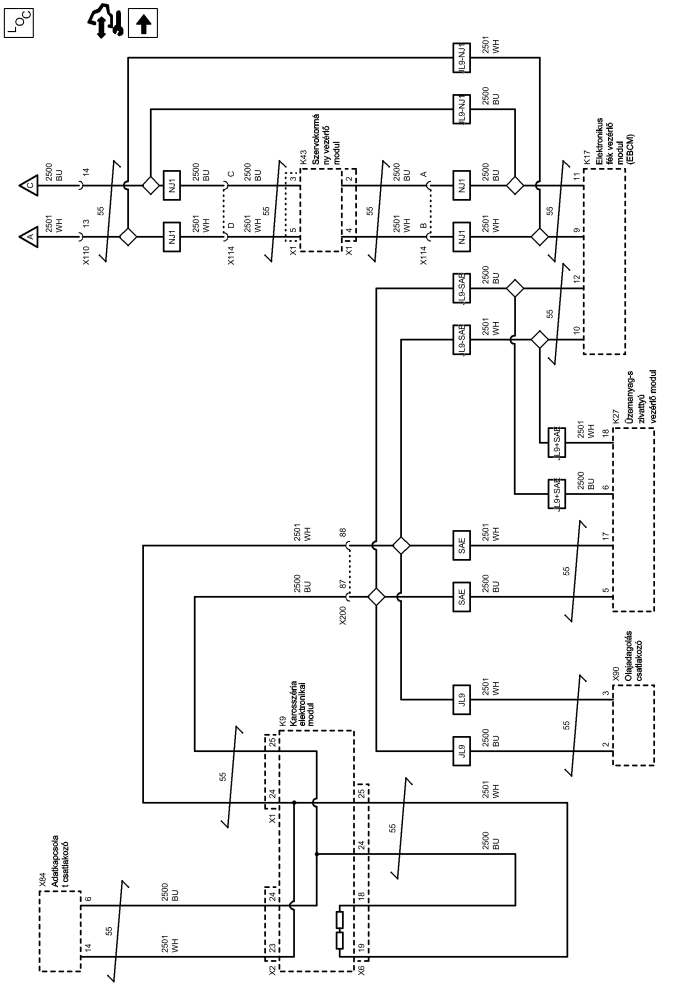 LOC
X84
Adatkapcsola
t csatlakozó
14
6
2501
WH
2500
BU
55
X2
23
24
X1
24
25
55
K9
Karosszéria
elektronikai
modul
X6
19
18
24
25
55
2500
BU
2501
WH
2500
BU
2501
WH
X200
87
88
JL9
JL9
2500
BU
2501
WH
55
2
3
X90
Olajadagolás
csatlakozó
SAE
SAE
2500
BU
2501
WH
55
5
17
JL9+SAE
JL9+SAE
2500
BU
2501
WH
6
18
K27
Üzemanyag-s
zivattyú
vezérlő modul
JL9-SAE
JL9-SAE
2501
WH
2500
BU
55
10
12
A
C
2501
WH
2500
BU
X110
13
14
55
NJ1
NJ1
2501
WH
2500
BU
X114
D
C
2501
WH
2500
BU
55
X1
5
3
K43
Szervokormá
ny vezérlő
modul
X1
4
2
55
2501
WH
2500
BU
X114
B
A
NJ1
NJ1
2501
WH
2500
BU
55
9
11
JL9-NJ1
JL9-NJ1
2500
BU
2501
WH
K17
Elektronikus
fék vezérlő
modul
(EBCM)